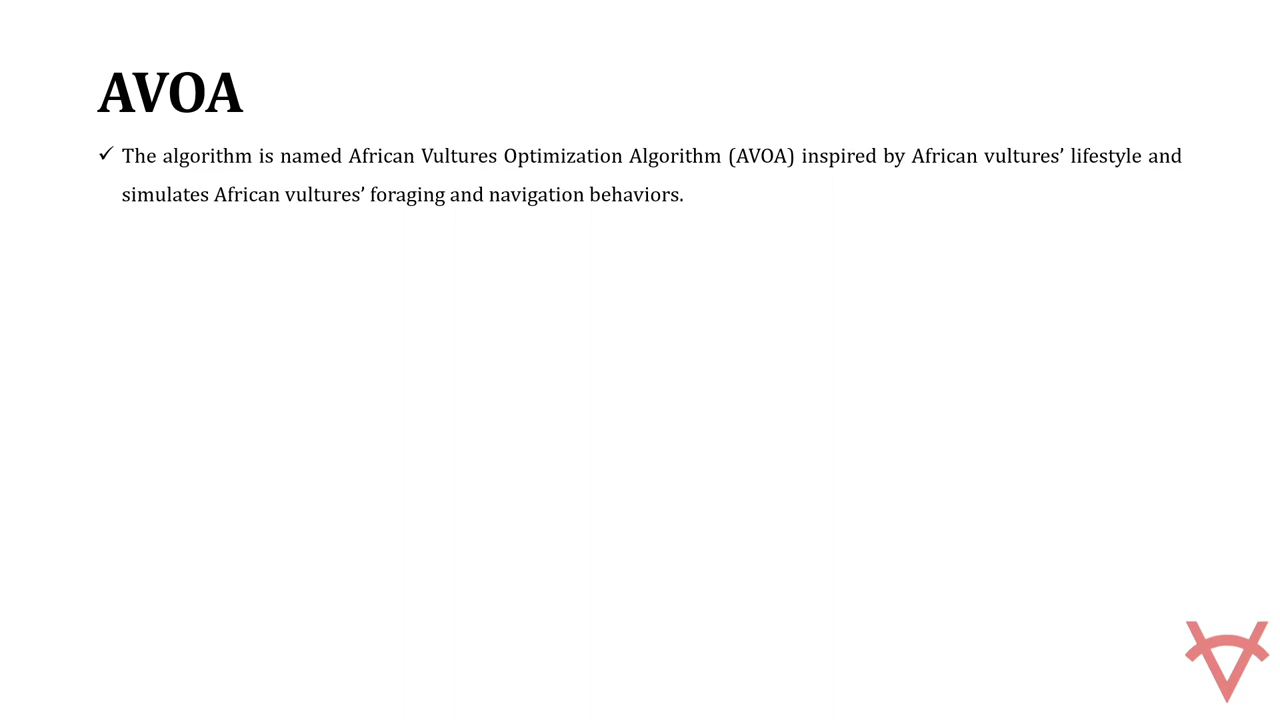 AVOA
✓ The algorithm is named African Vultures Optimization Algorithm (AVOA) inspired by African vultures’ lifestyle and
simulates African vultures’ foraging and navigation behaviors.